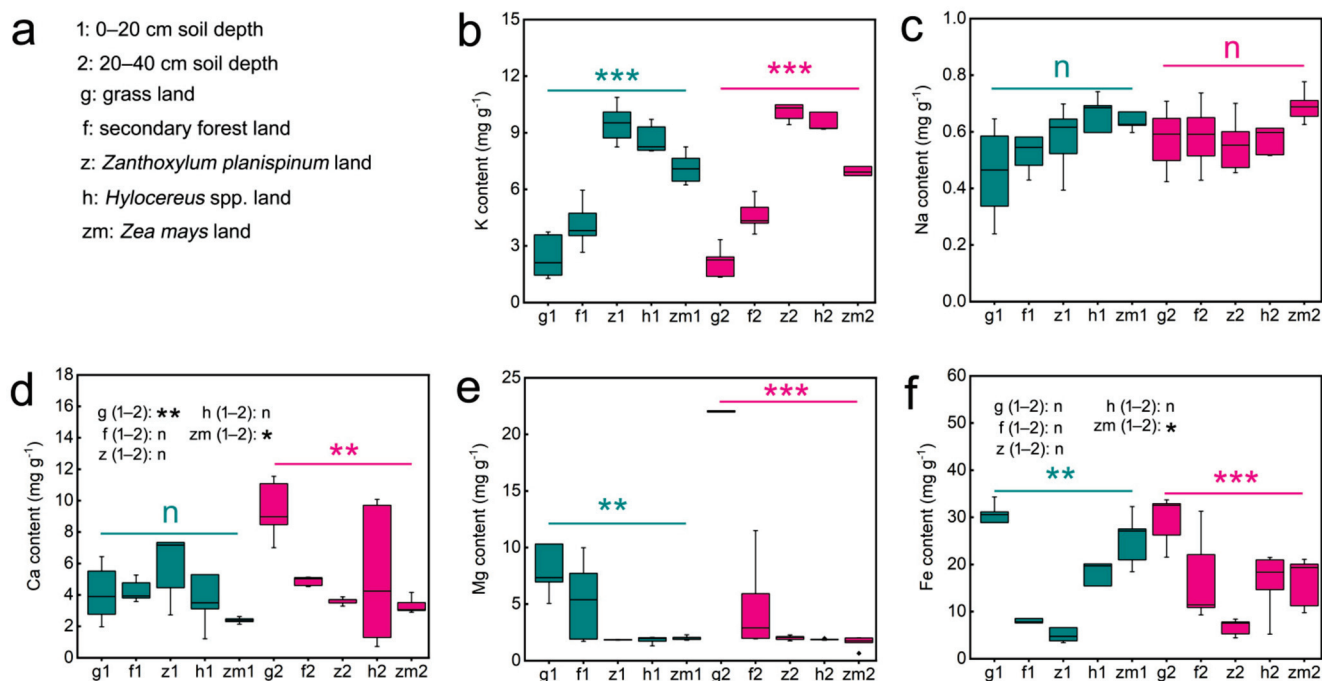 a
1: 0–20 cm soil depth
2: 20–40 cm soil depth
g: grass land
f: secondary forest land
z: Zanthoxylum planispinum land
h: Hylocereus spp. land
zm: Zea mays land
b
K content (mg g⁻¹)
15
12
9
6
3
0
***
***
g1 f1 z1 h1 zm1 g2 f2 z2 h2 zm2
c
Na content (mg g⁻¹)
1.0
0.8
0.6
0.4
0.2
0.0
n
n
g1 f1 z1 h1 zm1 g2 f2 z2 h2 zm2
d
Ca content (mg g⁻¹)
18
16
14
12
10
8
6
4
2
0
g (1–2): ** h (1–2): n
f (1–2): n zm (1–2): *
z (1–2): n
n
**
g1 f1 z1 h1 zm1 g2 f2 z2 h2 zm2
e
Mg content (mg g⁻¹)
25
20
15
10
5
0
**
***
g1 f1 z1 h1 zm1 g2 f2 z2 h2 zm2
f
Fe content (mg g⁻¹)
60
50
40
30
20
10
0
g (1–2): n h (1–2): n
f (1–2): n zm (1–2): *
z (1–2): n
**
***
g1 f1 z1 h1 zm1 g2 f2 z2 h2 zm2